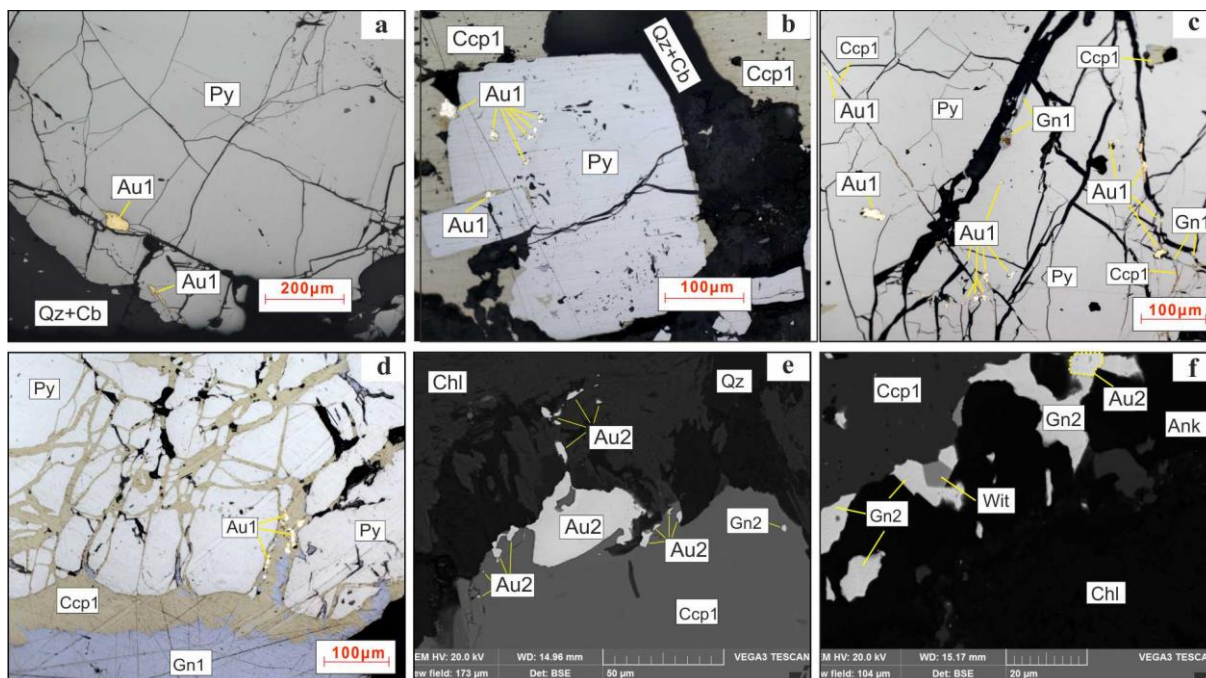 a
Py
Au1
Au1
200µm
Qz+Cb
b
Ccp1
Qz+Cb
Ccp1
Au1
Py
Au1
100µm
c
Ccp1
Ccp1
Au1
Py
Gn1
Au1
Au1
Au1
Gn1
Py
Ccp1
100µm
d
Py
Au1
Py
Ccp1
Gn1
100µm
e
Chl
Qz
Au2
Au2
Gn2
Au2
Au2
Ccp1
EM HV: 20.0 kV WD: 14.96 mm VEGA3 TESCAN
ew field: 173 µm Det: BSE 50 µm
f
Ccp1
Au2
Gn2
Ank
Gn2
Wit
Chl
EM HV: 20.0 kV WD: 15.17 mm VEGA3 TESCAN
ew field: 104 µm Det: BSE 20 µm